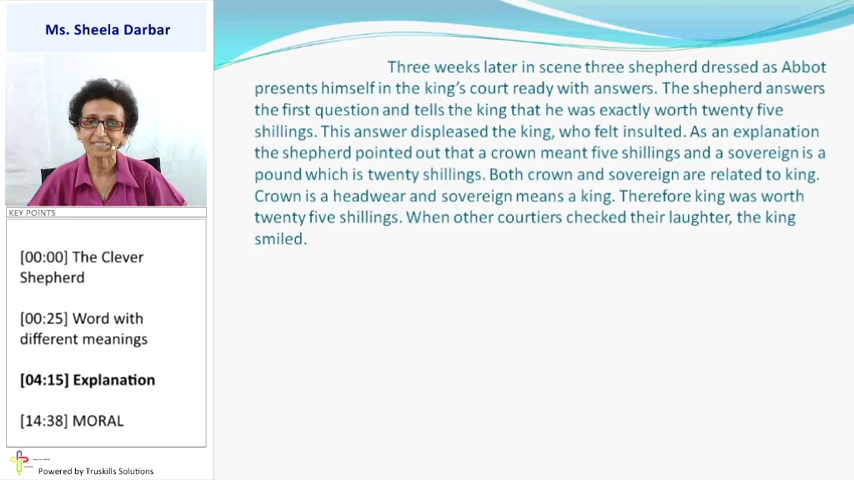 Ms. Sheela Darbar
KEY POINTS
[00:00] The Clever
Shepherd
[00:25] Word with
different meanings
[04:15] Explanation
[14:38] MORAL
Powered by Truskills Solutions
Three weeks later in scene three shepherd dressed as Abbot
presents himself in the king's court ready with answers. The shepherd answers
the first question and tells the king that he was exactly worth twenty five
shillings. This answer displeased the king, who felt insulted. As an explanation
the shepherd pointed out that a crown meant five shillings and a sovereign is a
pound which is twenty shillings. Both crown and sovereign are related to king.
Crown is a headwear and sovereign means a king. Therefore king was worth
twenty five shillings. When other courtiers checked their laughter, the king
smiled.